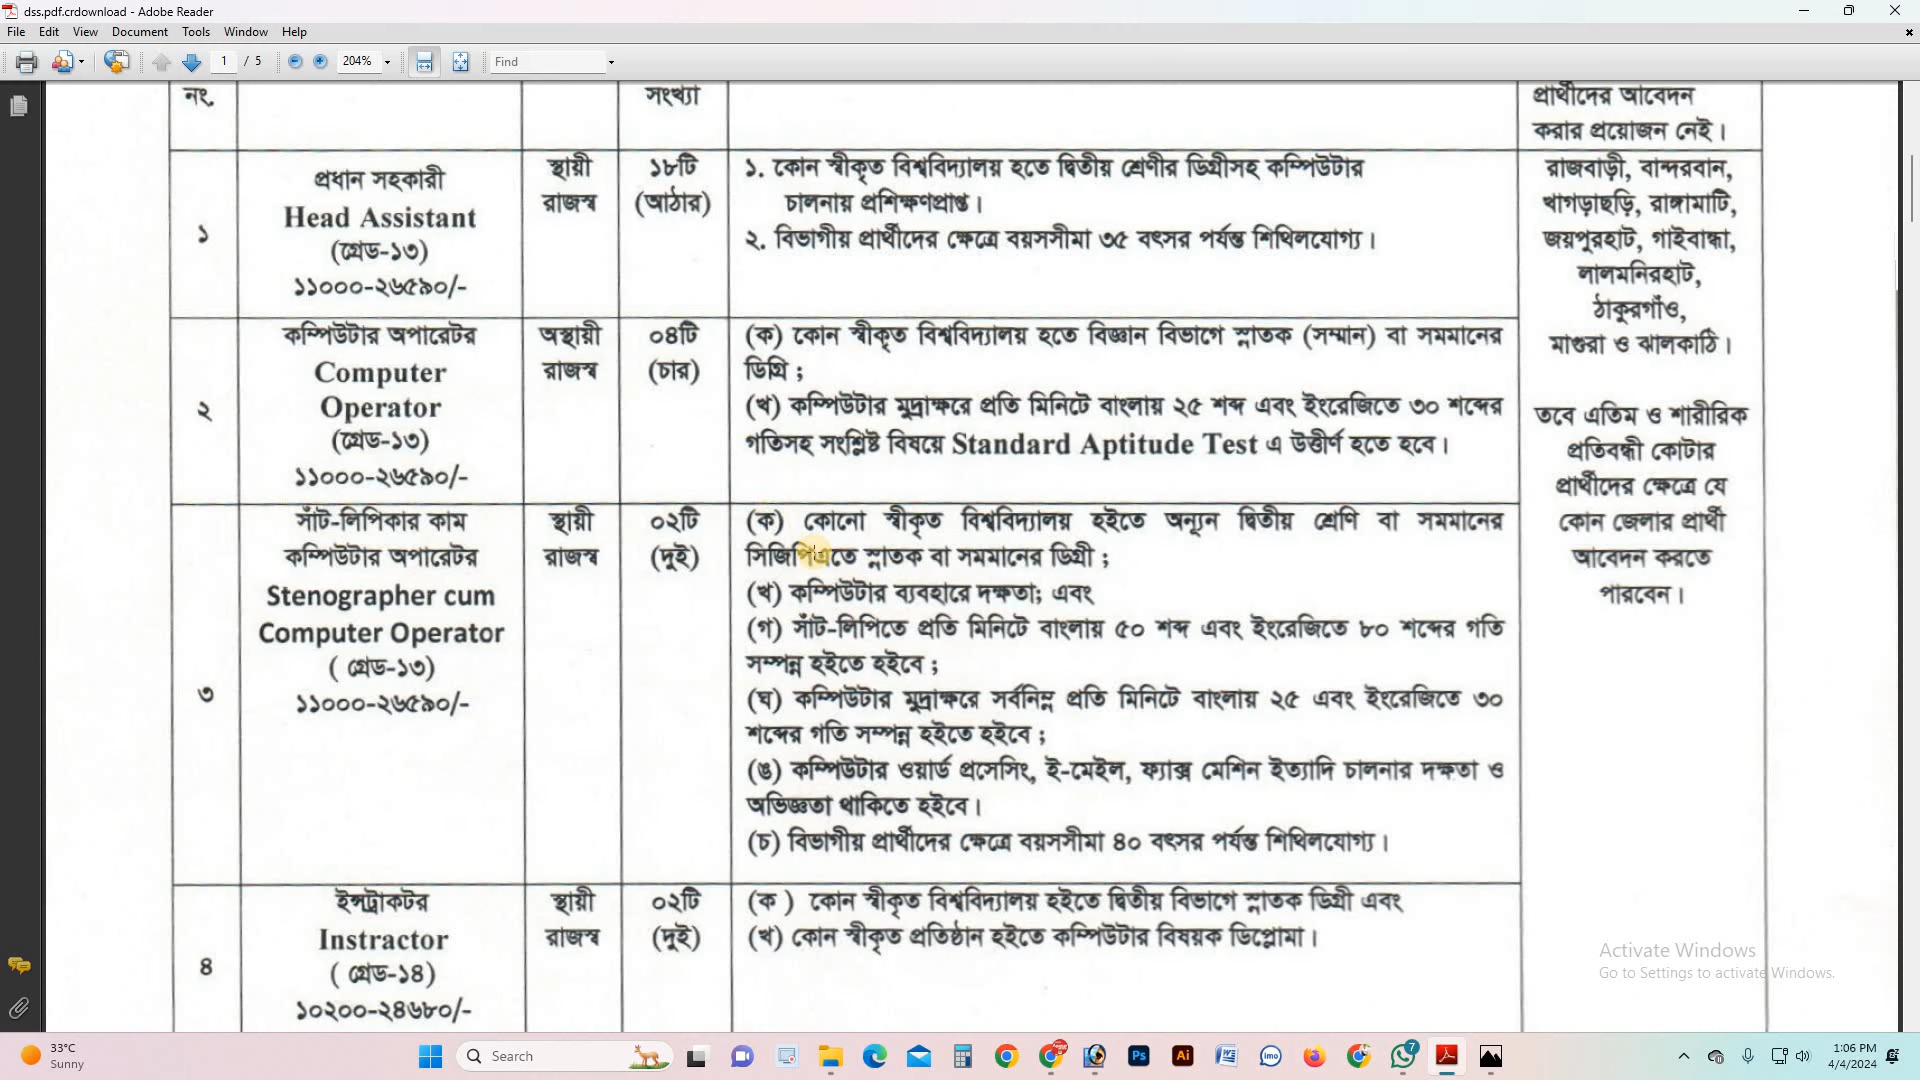 dss.pdf.crdownload - Adobe Reader
File Edit View Document Tools Window Help
1 / 5 204% Find
নং
সংখ্যা
প্রার্থীদের আবেদন
করার প্রয়োজন নেই।
১
প্রধান সহকারী
Head Assistant
(গ্রেড-১৩)
১১০০০-২৬৫৯০/-
স্থায়ী
রাজস্ব
১৮টি
(আঠার)
১. কোন স্বীকৃত বিশ্ববিদ্যালয় হতে দ্বিতীয় শ্রেণীর ডিগ্রীসহ কম্পিউটার
চালনায় প্রশিক্ষণপ্রাপ্ত।
২. বিভাগীয় প্রার্থীদের ক্ষেত্রে বয়সসীমা ৩৫ বৎসর পর্যন্ত শিথিলযোগ্য।
রাজবাড়ী, বান্দরবান,
খাগড়াছড়ি, রাঙ্গামাটি,
জয়পুরহাট, গাইবান্ধা,
লালমনিরহাট,
ঠাকুরগাঁও,
মাগুরা ও ঝালকাঠি।
তবে এতিম ও শারীরিক
প্রতিবন্ধী কোটার
প্রার্থীদের ক্ষেত্রে যে
কোন জেলার প্রার্থী
আবেদন করতে
পারবেন।
২
কম্পিউটার অপারেটর
Computer
Operator
(গ্রেড-১৩)
১১০০০-২৬৫৯০/-
অস্থায়ী
রাজস্ব
০৪টি
(চার)
(ক) কোন স্বীকৃত বিশ্ববিদ্যালয় হতে বিজ্ঞান বিভাগে স্নাতক (সম্মান) বা সমমানের
ডিগ্রি ;
(খ) কম্পিউটার মুদ্রাক্ষরে প্রতি মিনিটে বাংলায় ২৫ শব্দ এবং ইংরেজিতে ৩০ শব্দের
গতিসহ সংশ্লিষ্ট বিষয়ে Standard Aptitude Test এ উত্তীর্ণ হতে হবে।
৩
সাঁট-লিপিকার কাম
কম্পিউটার অপারেটর
Stenographer cum
Computer Operator
( গ্রেড-১৩)
১১০০০-২৬৫৯০/-
স্থায়ী
রাজস্ব
০২টি
(দুই)
(ক) কোনো স্বীকৃত বিশ্ববিদ্যালয় হইতে অন্যূন দ্বিতীয় শ্রেণি বা সমমানের
সিজিপিএতে স্নাতক বা সমমানের ডিগ্রী ;
(খ) কম্পিউটার ব্যবহারে দক্ষতা; এবং
(গ) সাঁট-লিপিতে প্রতি মিনিটে বাংলায় ৫০ শব্দ এবং ইংরেজিতে ৮০ শব্দের গতি
সম্পন্ন হইতে হইবে ;
(ঘ) কম্পিউটার মুদ্রাক্ষরে সর্বনিম্ন প্রতি মিনিটে বাংলায় ২৫ এবং ইংরেজিতে ৩০
শব্দের গতি সম্পন্ন হইতে হইবে ;
(ঙ) কম্পিউটার ওয়ার্ড প্রসেসিং, ই-মেইল, ফ্যাক্স মেশিন ইত্যাদি চালনার দক্ষতা ও
অভিজ্ঞতা থাকিতে হইবে।
(চ) বিভাগীয় প্রার্থীদের ক্ষেত্রে বয়সসীমা ৪০ বৎসর পর্যন্ত শিথিলযোগ্য।
৪
ইন্সট্রাকটর
Instractor
( গ্রেড-১৪)
১০২০০-২৪৬৮০/-
স্থায়ী
রাজস্ব
০২টি
(দুই)
(ক ) কোন স্বীকৃত বিশ্ববিদ্যালয় হইতে দ্বিতীয় বিভাগে স্নাতক ডিগ্রী এবং
(খ) কোন স্বীকৃত প্রতিষ্ঠান হইতে কম্পিউটার বিষয়ক ডিপ্লোমা।
Activate Windows
Go to Settings to activate Windows.
33°C
Sunny
Search
Ps
Ai
imo
7
1:06 PM
4/4/2024